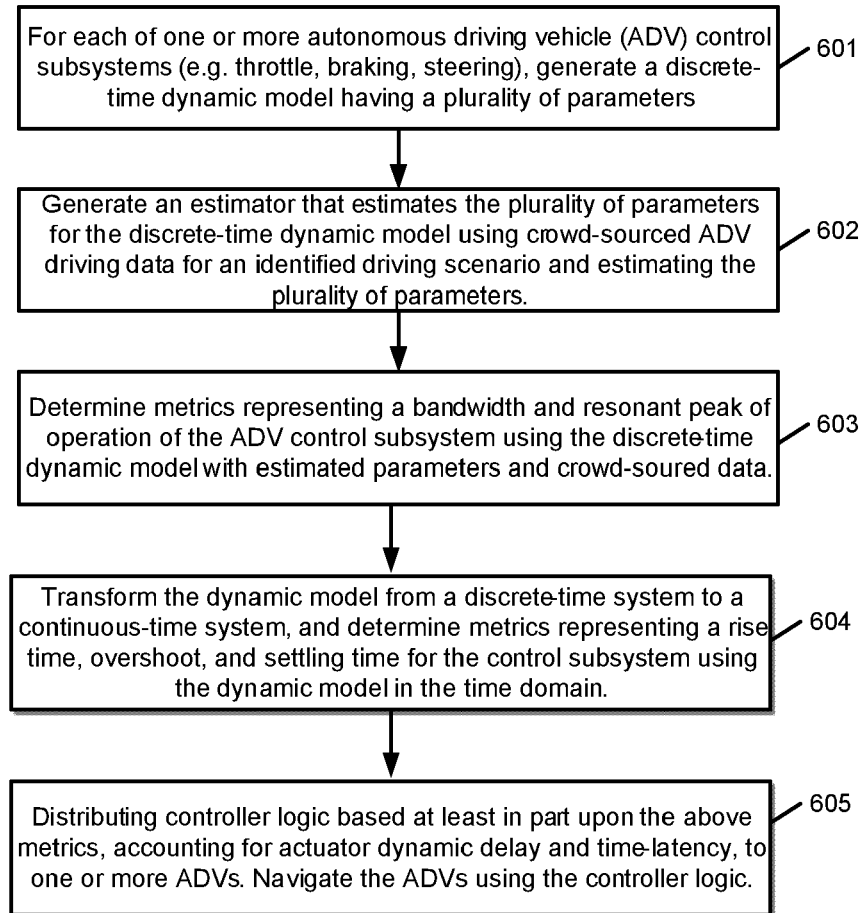 For each of one or more autonomous driving vehicle (ADV) control
subsystems (e.g. throttle, braking, steering), generate a discrete-
time dynamic model having a plurality of parameters
601
Generate an estimator that estimates the plurality of parameters
for the discrete-time dynamic model using crowd-sourced ADV
driving data for an identified driving scenario and estimating the
plurality of parameters.
602
Determine metrics representing a bandwidth and resonant peak of
operation of the ADV control subsystem using the discrete-time
dynamic model with estimated parameters and crowd-soured data.
603
Transform the dynamic model from a discrete-time system to a
continuous-time system, and determine metrics representing a rise
time, overshoot, and settling time for the control subsystem using
the dynamic model in the time domain.
604
Distributing controller logic based at least in part upon the above
metrics, accounting for actuator dynamic delay and time-latency, to
one or more ADVs. Navigate the ADVs using the controller logic.
605